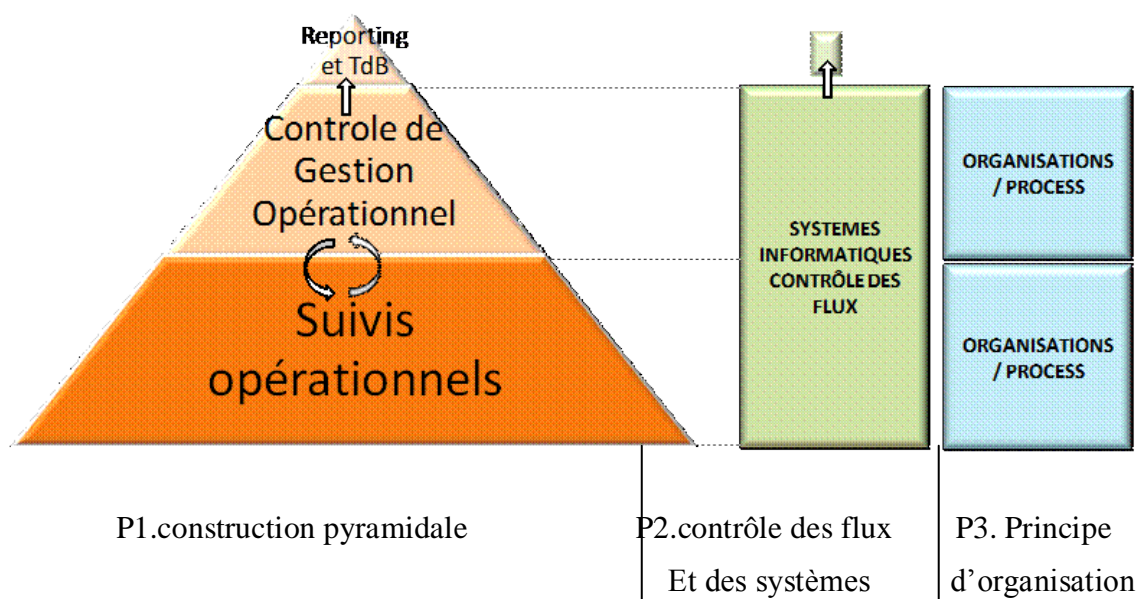 Reporting
et TdB
Controle de
Gestion
Opérationnel
Suivis
opérationnels
SYSTEMES
INFORMATIQUES
CONTRÔLE DES
FLUX
ORGANISATIONS
/ PROCESS
ORGANISATIONS
/ PROCESS
P1.construction pyramidale
P2.contrôle des flux
Et des systèmes
P3. Principe
d’organisation